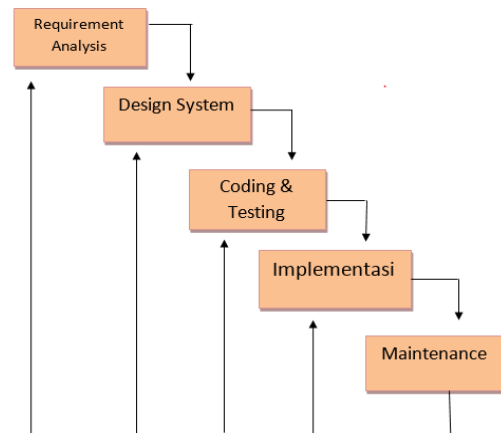 Requirement
Analysis
Design System
Coding &
Testing
Implementasi
Maintenance